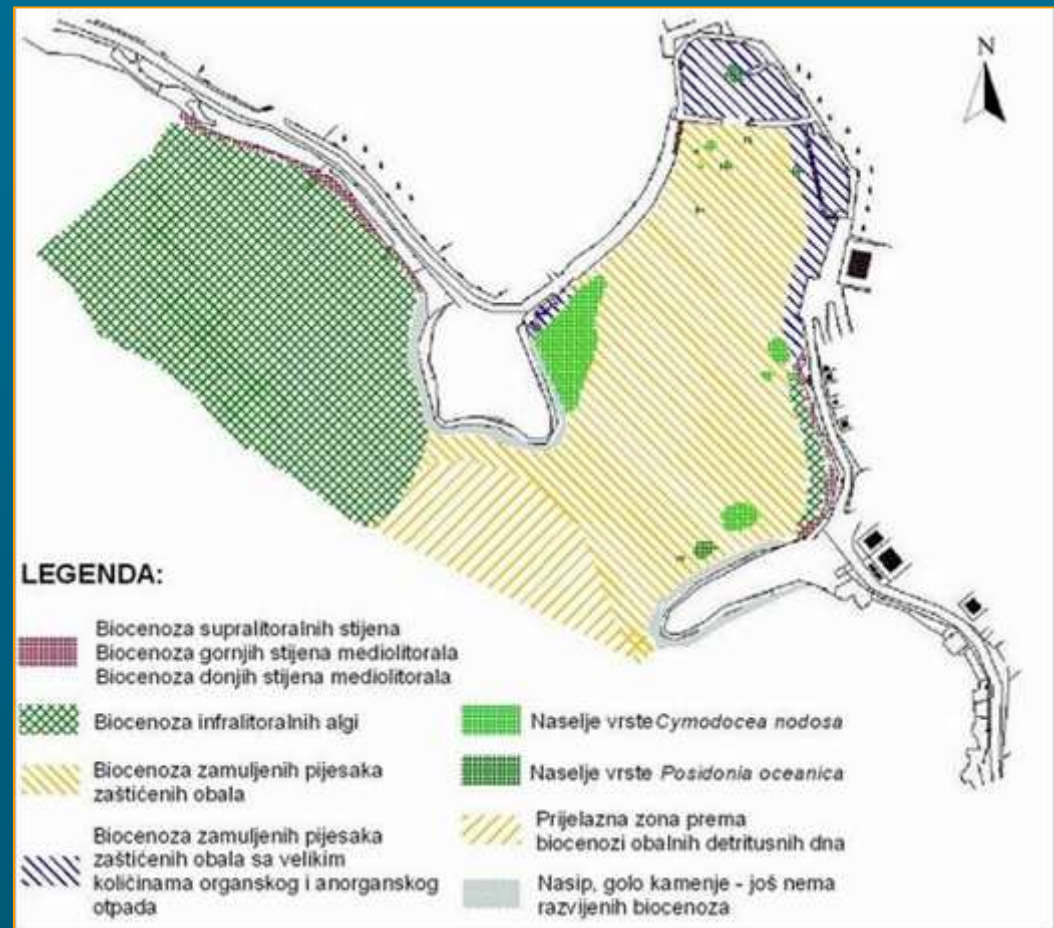 N
LEGENDA:
Biocenoza supralitoralnih stijena
Biocenoza gornjih stijena mediolitorala
Biocenoza donjih stijena mediolitorala
Biocenoza infralitoralnih algi
Biocenoza zamuljenih pijesaka
zaštićenih obala
Biocenoza zamuljenih pijesaka
zaštićenih obala sa velikim
količinama organskog i anorganskog
otpada
Naselje vrste Cymodocea nodosa
Naselje vrste Posidonia oceanica
Prijelazna zona prema
biocenozi obalnih detritusnih dna
Nasip, golo kamenje - još nema
razvijenih biocenoza